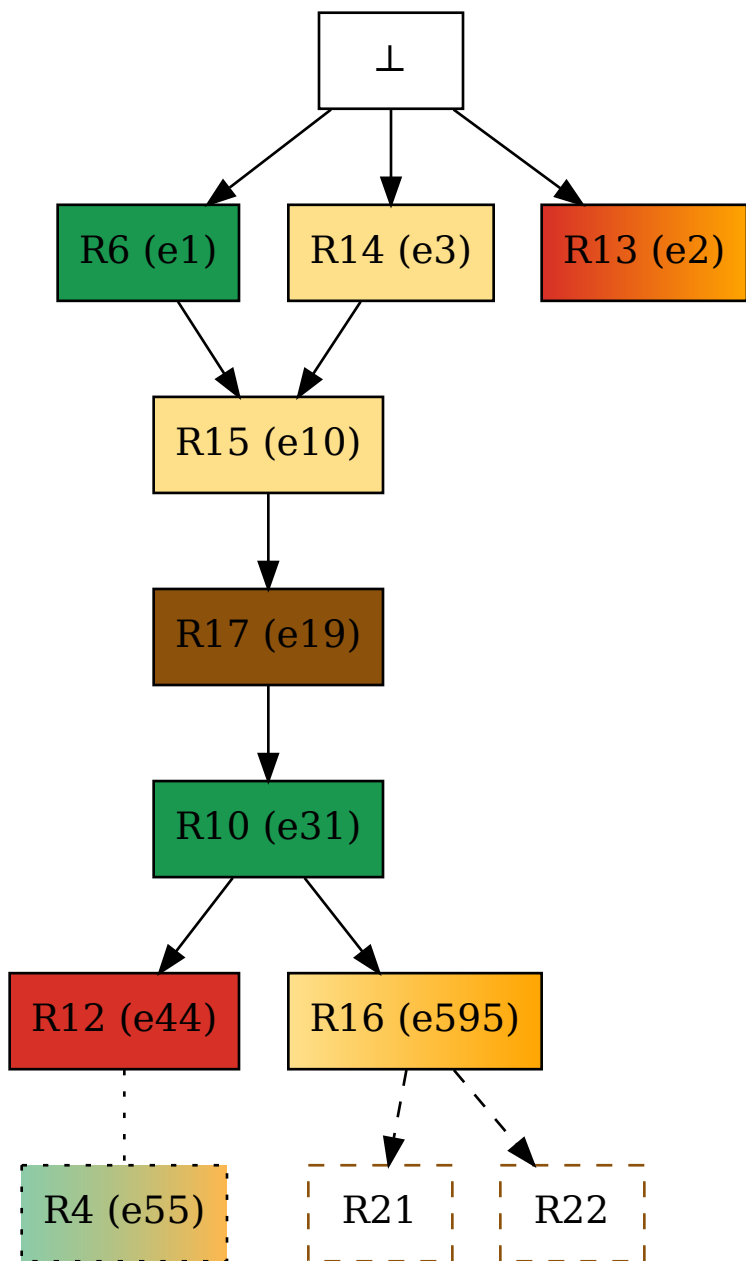 ⊥
R6 (e1)
R14 (e3)
R13 (e2)
R15 (e10)
R17 (e19)
R10 (e31)
R12 (e44)
R16 (e595)
R4 (e55)
R21
R22